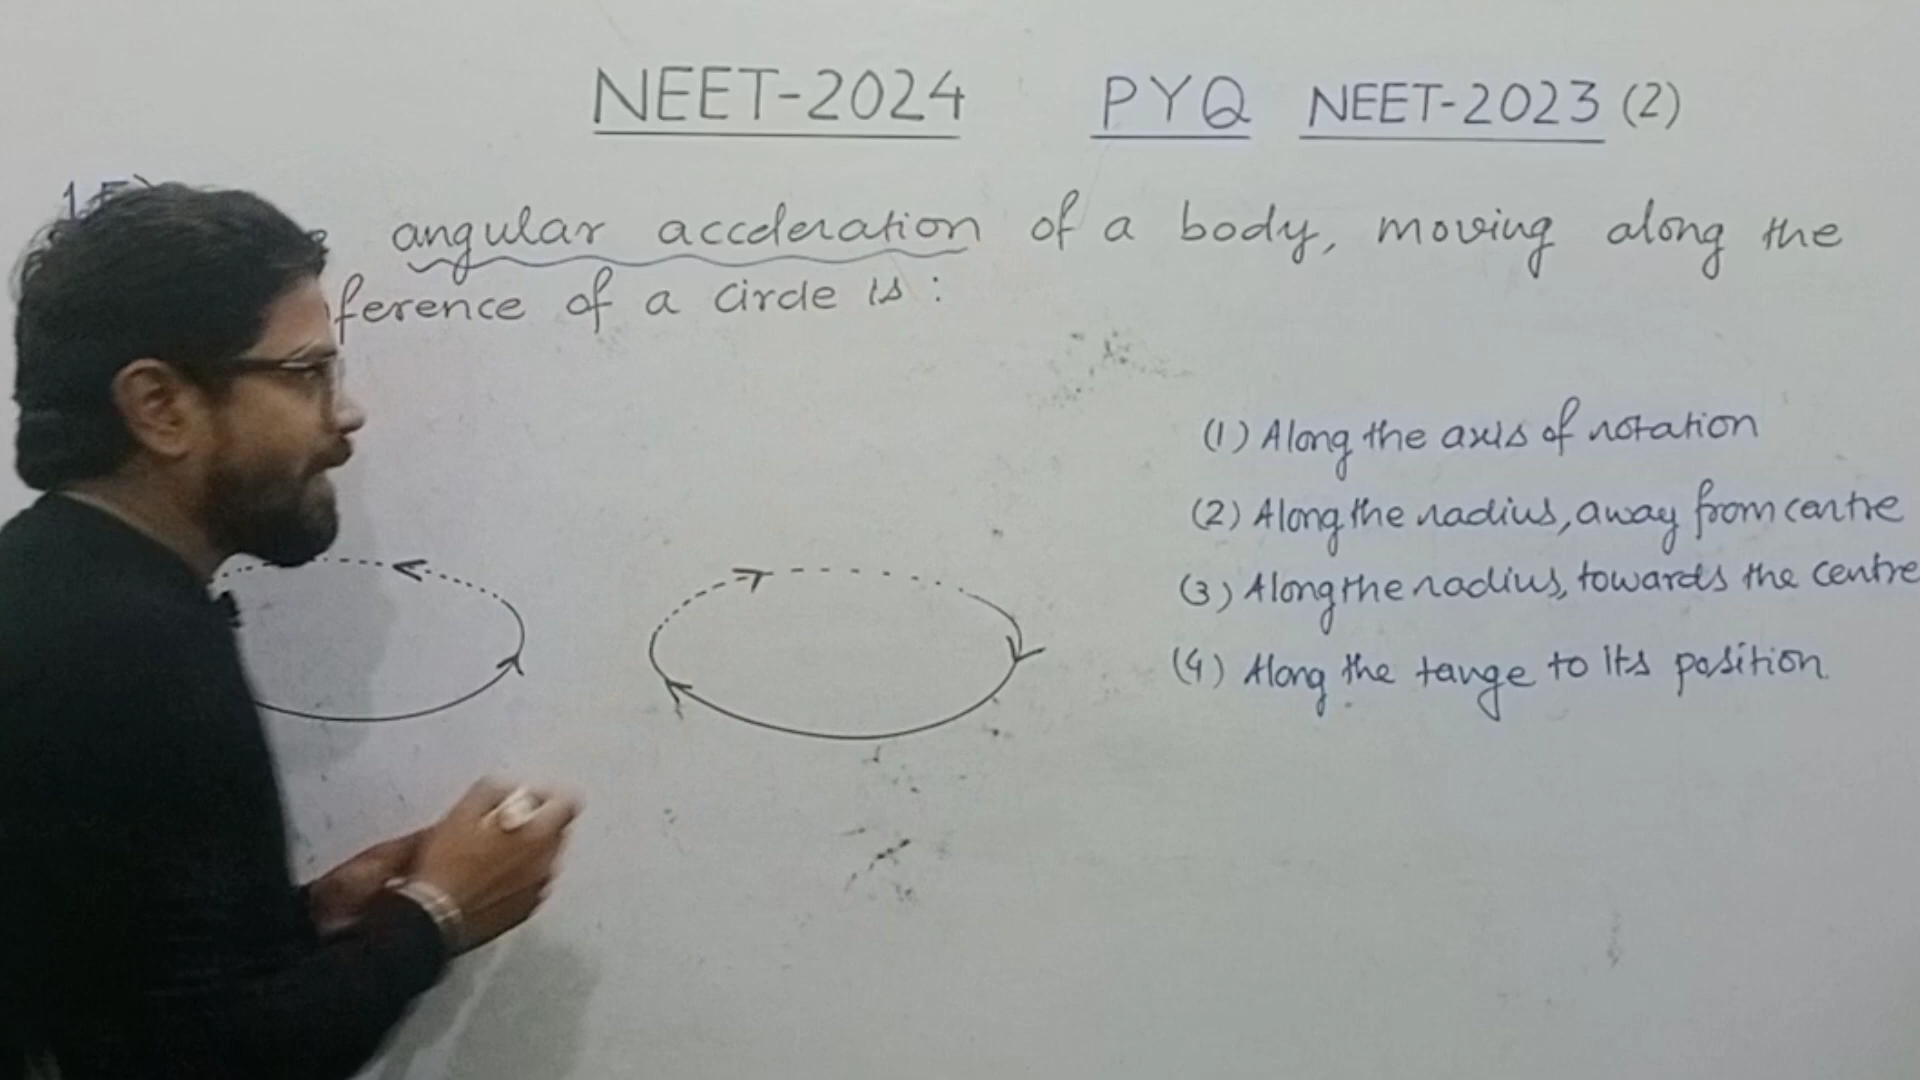 NEET-2024 PYQ NEET-2023 (2)
angular acceleration of a body, moving along the
ference of a circle is :
(1) Along the axis of rotation
(2) Along the radius, away from centre
(3) Along the radius, towards the centre
(4) Along the tange to its position